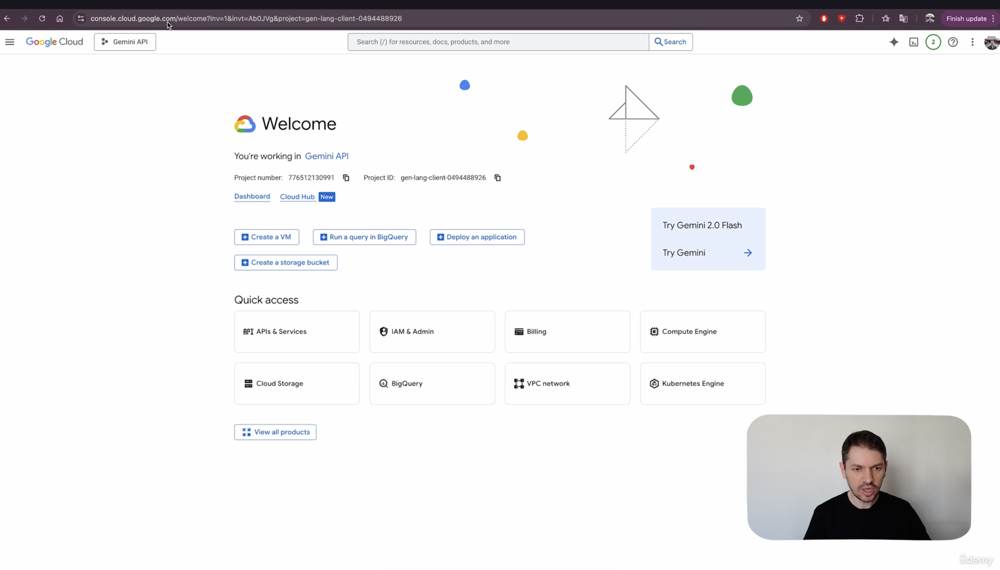 console.cloud.google.com/welcome?inv=1&invt=Ab0JVg&project=gen-lang-client-0494488926
Finish update
Google Cloud
Gemini API
Search (/) for resources, docs, products, and more
Search
2
Welcome
You're working in Gemini API
Project number: 776512130991
Project ID: gen-lang-client-0494488926
Dashboard
Cloud Hub New
Create a VM
Run a query in BigQuery
Deploy an application
Create a storage bucket
Try Gemini 2.0 Flash
Try Gemini
Quick access
API APIs & Services
IAM & Admin
Billing
Compute Engine
Cloud Storage
BigQuery
VPC network
Kubernetes Engine
View all products
ûdemy